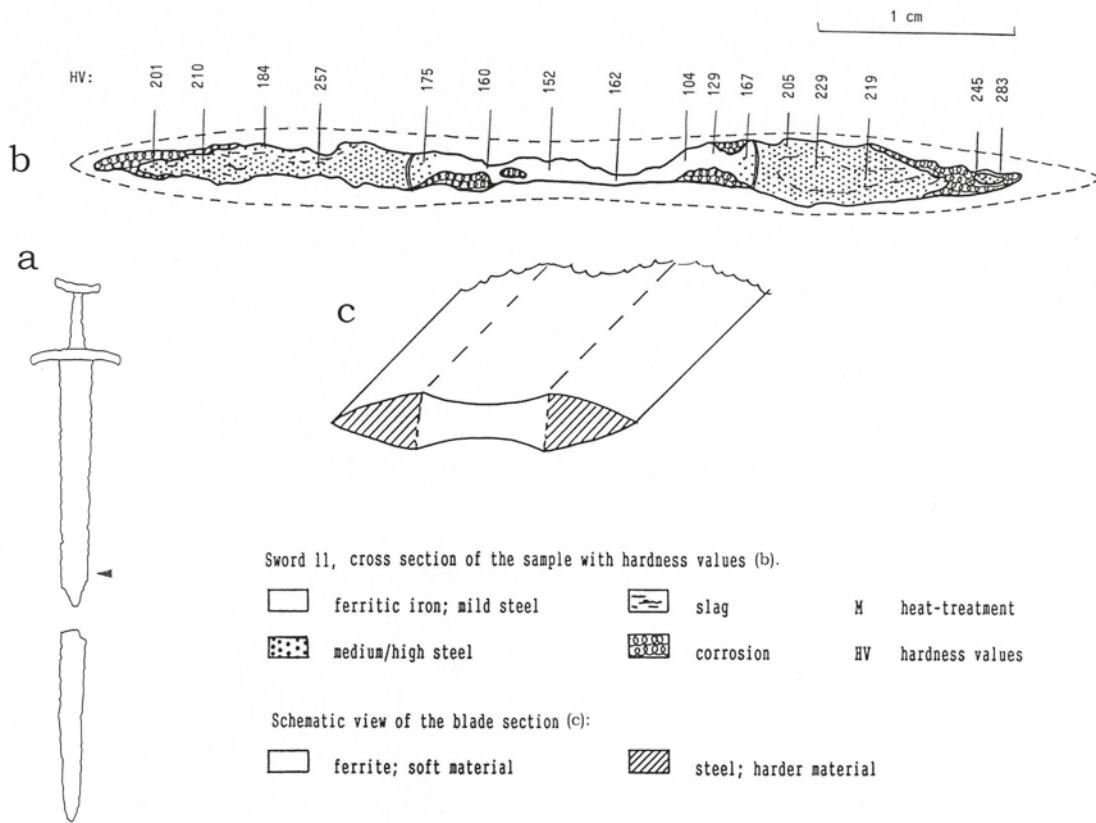 1 cm
HV: 201 210 184 257 175 160 152 162 104 129 167 205 229 219 245 283
b
a
c
Sword 11, cross section of the sample with hardness values (b).
ferritic iron; mild steel slag M heat-treatment
medium/high steel corrosion HV hardness values
Schematic view of the blade section (c):
ferrite; soft material steel; harder material